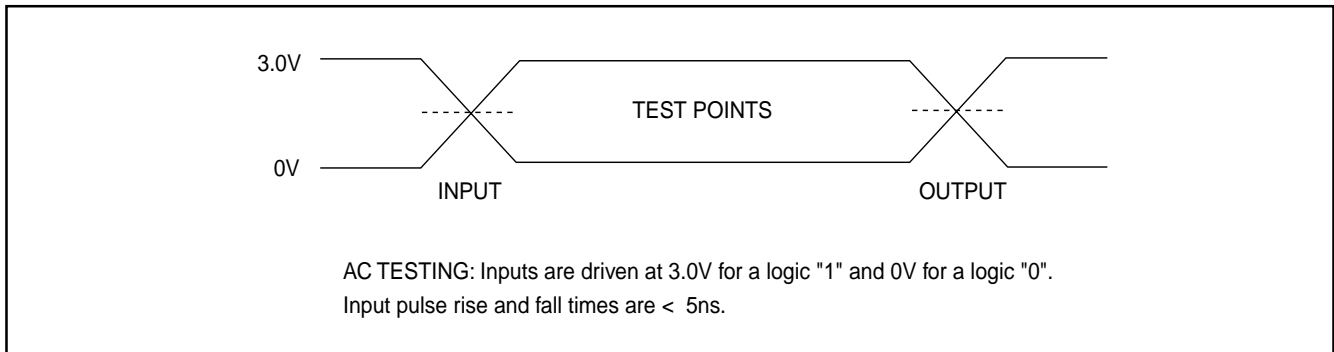 3.0V
TEST POINTS
0V
INPUT
OUTPUT
AC TESTING: Inputs are driven at 3.0V for a logic "1" and 0V for a logic "0".
Input pulse rise and fall times are < 5ns.